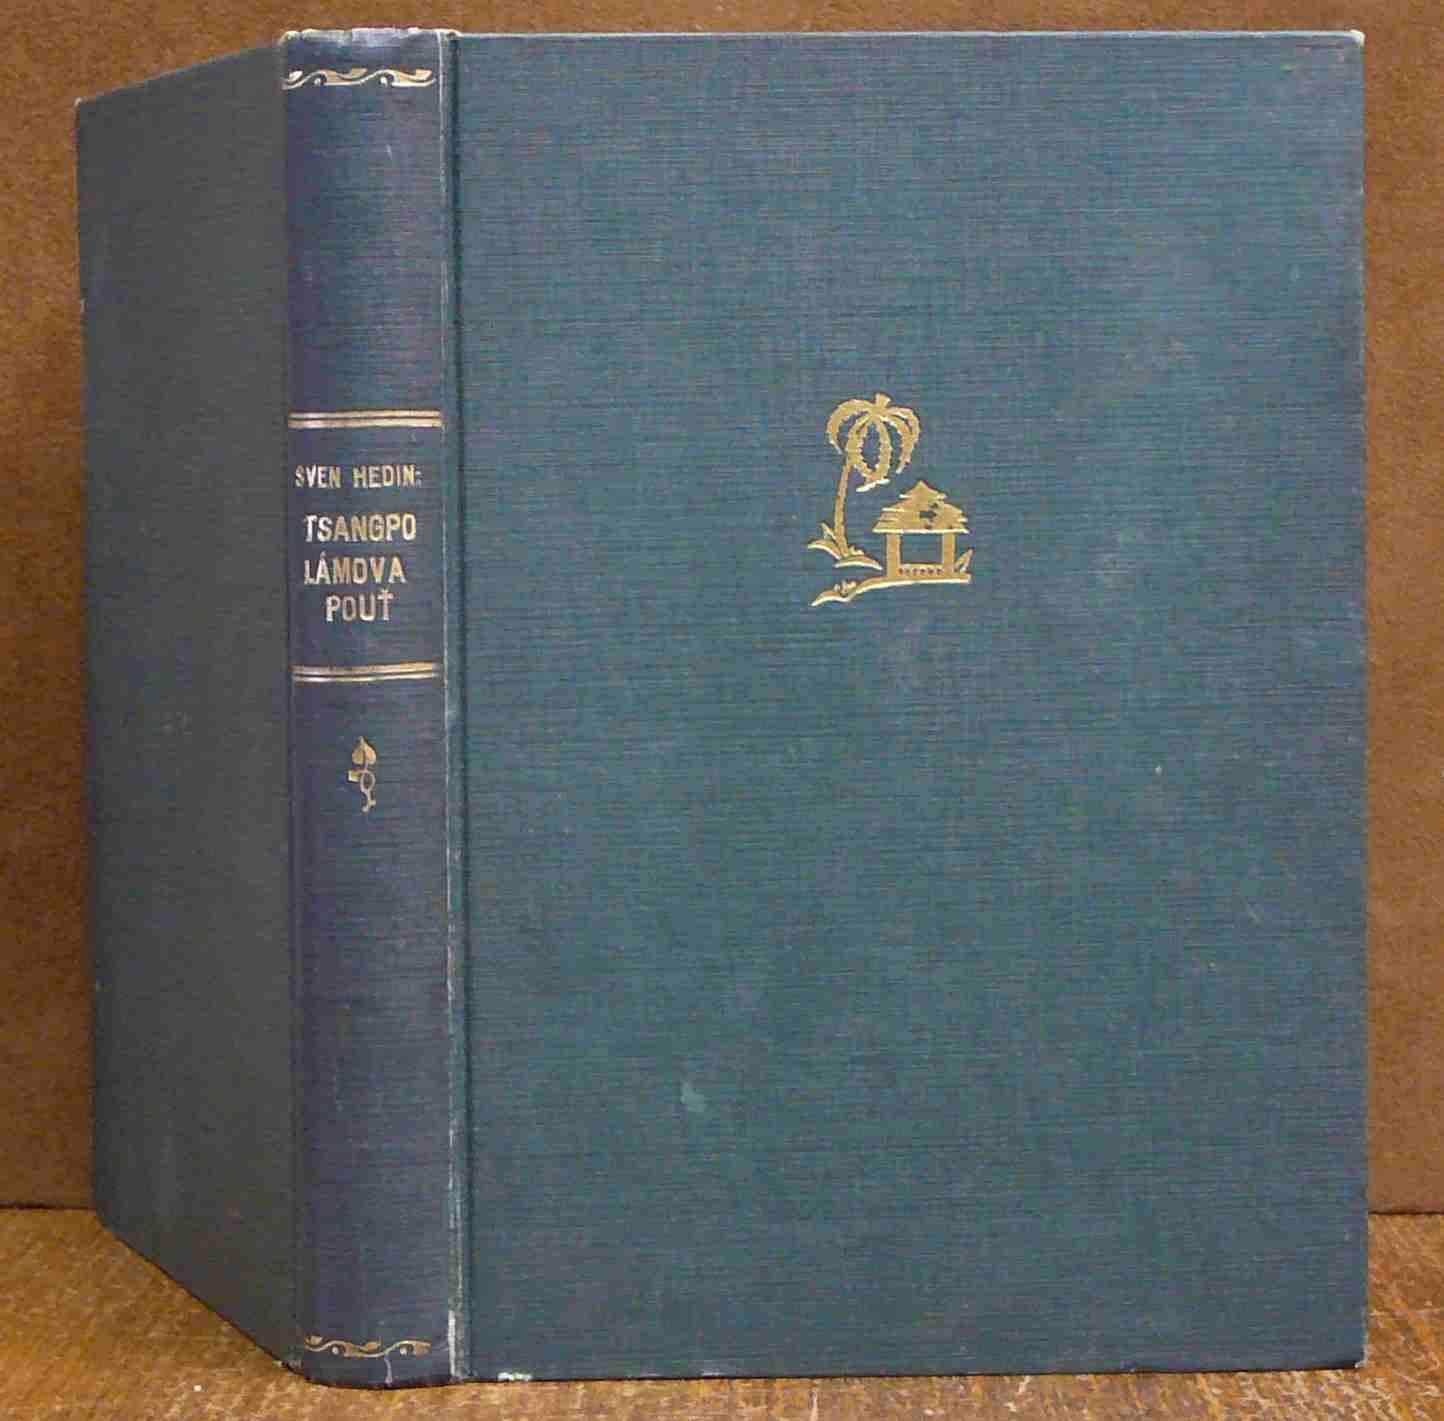 SVEN HEDIN:
TSANGPO
LÁMOVA
POUŤ